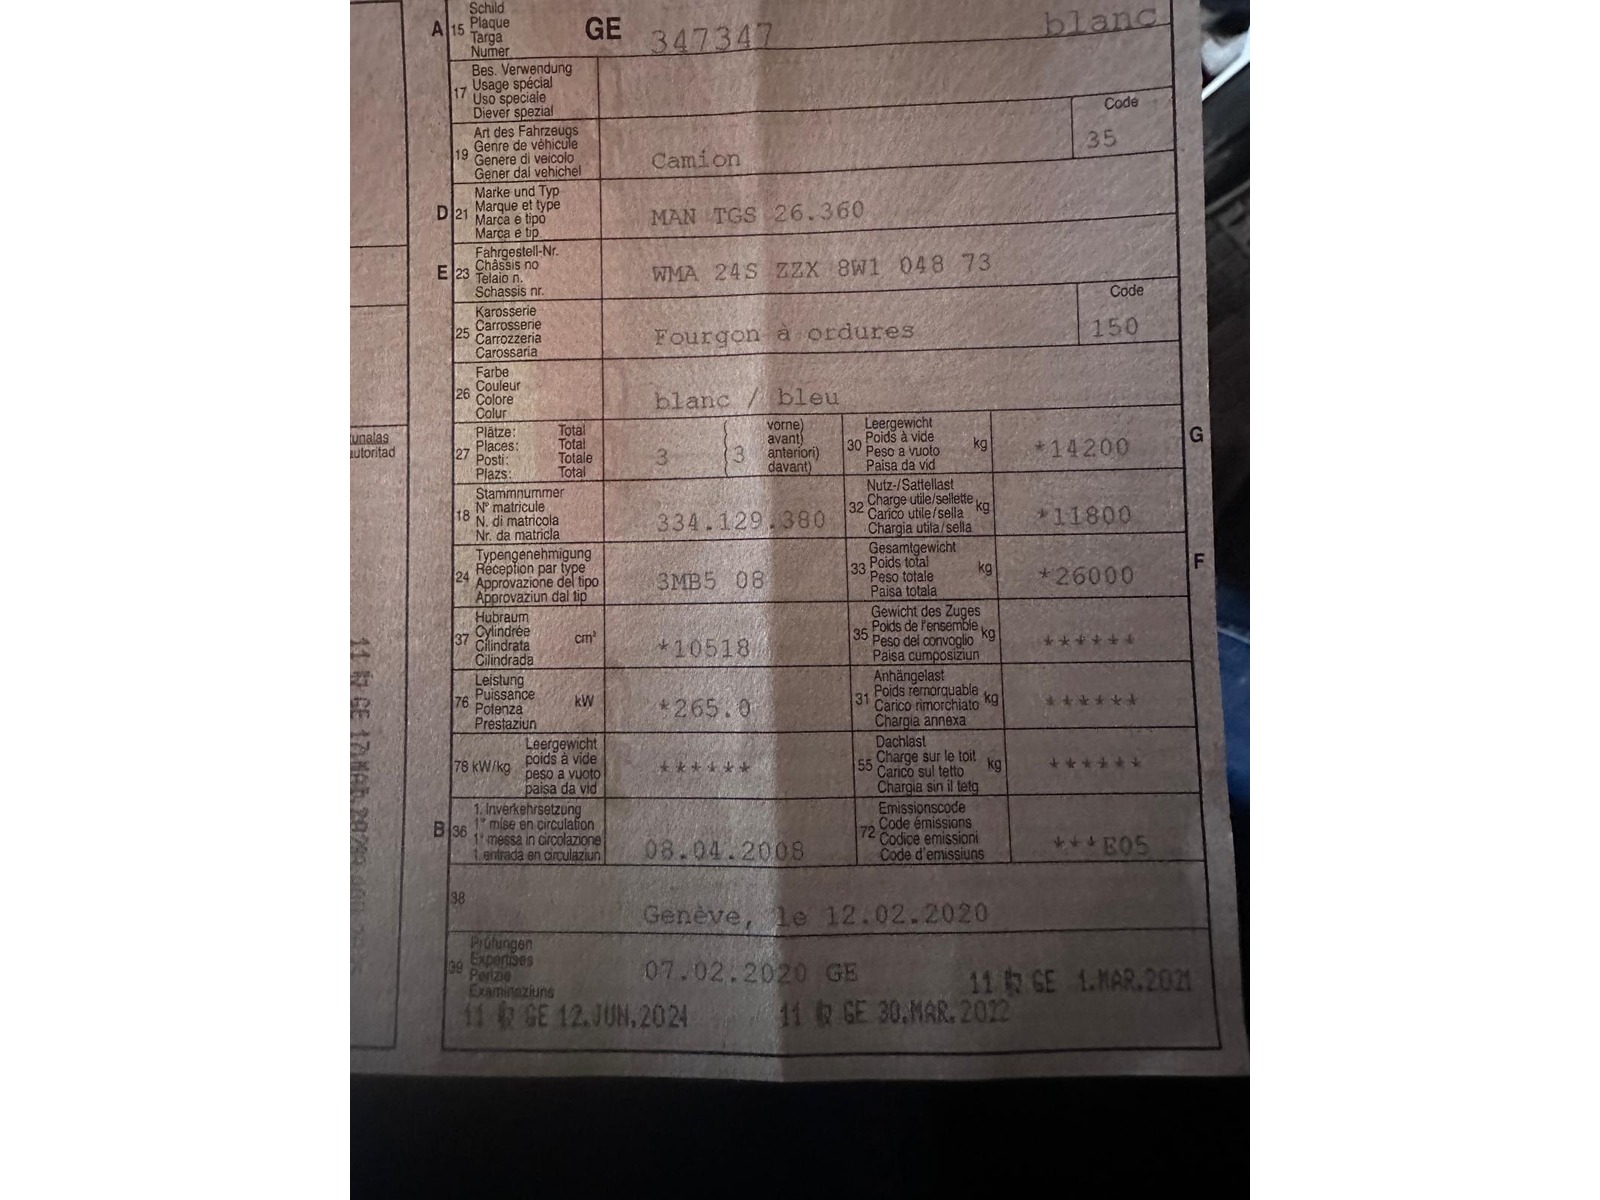 A 15 Schild
Plaque
Targa
Numer
GE 347347 blanc
17 Bes. Verwendung
Usage spécial
Uso speciale
Diever spezial
19 Art des Fahrzeugs
Genre de véhicule
Genere di veicolo
Gener dal vehichel
Camion
Code
35
D 21 Marke und Typ
Marque et type
Marca e tipo
Marca e tip
MAN TGS 26.360
E 23 Fahrgestell-Nr.
Châssis no
Telaio n.
Schassis nr.
WMA 24S ZZX 8W1 048 73
25 Karosserie
Carrosserie
Carrozzeria
Carossaria
Fourgon à ordures
Code
150
26 Farbe
Couleur
Colore
Colur
blanc / bleu
27 Plätze: Total
Places: Total
Posti: Totale
Plazs: Total
3 3
vorne)
avant)
anteriori)
davant)
30 Leergewicht
Poids à vide
Peso a vuoto
Paisa da vid
kg
*14200
G
18 Stammnummer
N° matricule
N. di matricola
Nr. da matricla
334.129.380
32 Nutz-/Sattellast
Charge utile/sellette
Carico utile/sella
Chargia utila/sella
kg
*11800
24 Typengenehmigung
Réception par type
Approvazione del tipo
Approvaziun dal tip
3MB5 08
33 Gesamtgewicht
Poids total
Peso totale
Paisa totala
kg
*26000
F
37 Hubraum
Cylindrée
Cilindrata
Cilindrada
cm³
*10518
35 Gewicht des Zuges
Poids de l'ensemble
Peso del convoglio
Paisa cumposiziun
kg
******
76 Leistung
Puissance
Potenza
Prestaziun
kW
*265.0
31 Anhängelast
Poids remorquable
Carico rimorchiato
Chargia annexa
kg
******
78 kW/kg
Leergewicht
poids à vide
peso a vuoto
paisa da vid
******
55 Dachlast
Charge sur le toit
Carico sul tetto
Chargia sin il tetg
kg
******
B 36 1. Inverkehrsetzung
1re mise en circulation
1a messa in circolazione
1. entrada en circulaziun
08.04.2008
72 Emissionscode
Code émissions
Codice emissioni
Code d'emissiuns
***E05
38
Genève, le 12.02.2020
39 Prüfungen
Expertises
Perizie
Examinaziuns
07.02.2020 GE
11 GE 1.MAR.2021
11 GE 12.JUN.2024
11 GE 30.MAR.2022
unalas
utoritad